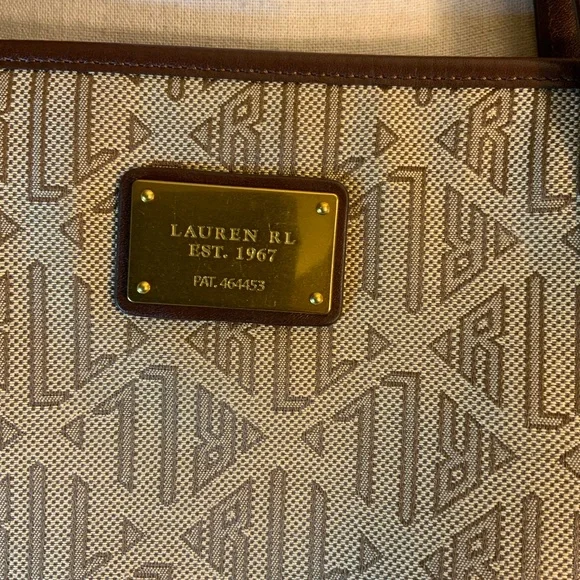 LAUREN RL
EST. 1967
PAT. 464453